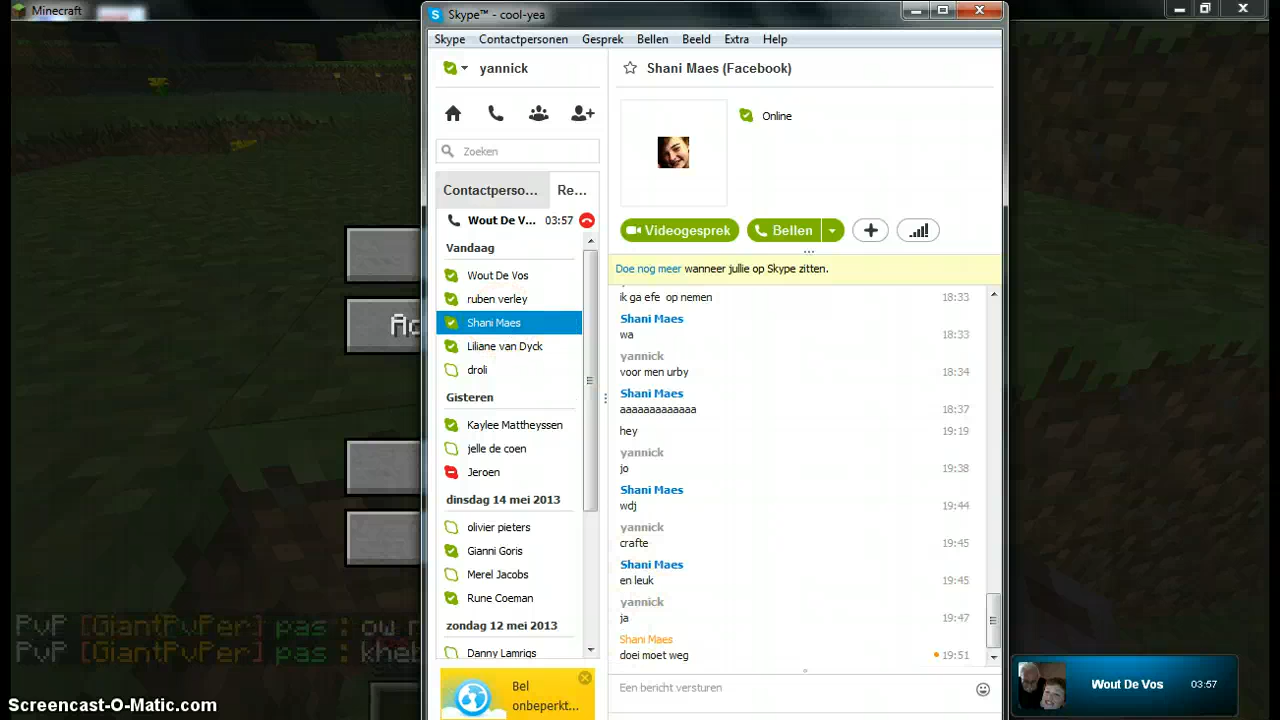 Minecraft
Skype™ - cool-yea
Skype Contactpersonen Gesprek Bellen Beeld Extra Help
yannick
Zoeken
Contactperso... Re...
Wout De V... 03:57
Vandaag
Wout De Vos
ruben verley
Shani Maes
Liliane van Dyck
droli
Gisteren
Kaylee Mattheyssen
jelle de coen
Jeroen
dinsdag 14 mei 2013
olivier pieters
Gianni Goris
Merel Jacobs
Rune Coeman
zondag 12 mei 2013
Danny Lamrigs
Bel
onbeperkt...
Shani Maes (Facebook)
Online
Videogesprek Bellen
Doe nog meer wanneer jullie op Skype zitten.
ik ga efe op nemen 18:33
Shani Maes
wa 18:33
yannick
voor men urby 18:34
Shani Maes
aaaaaaaaaaaaa 18:37
hey 19:19
yannick
jo 19:38
Shani Maes
wdj 19:44
yannick
crafte 19:45
Shani Maes
en leuk 19:45
yannick
ja 19:47
Shani Maes
doei moet weg 19:51
Een bericht versturen
Ac
PvP [GiantPvPer] pas : ow
PvP [GiantPvPer] pas : kheb
Wout De Vos 03:57
Screencast-O-Matic.com